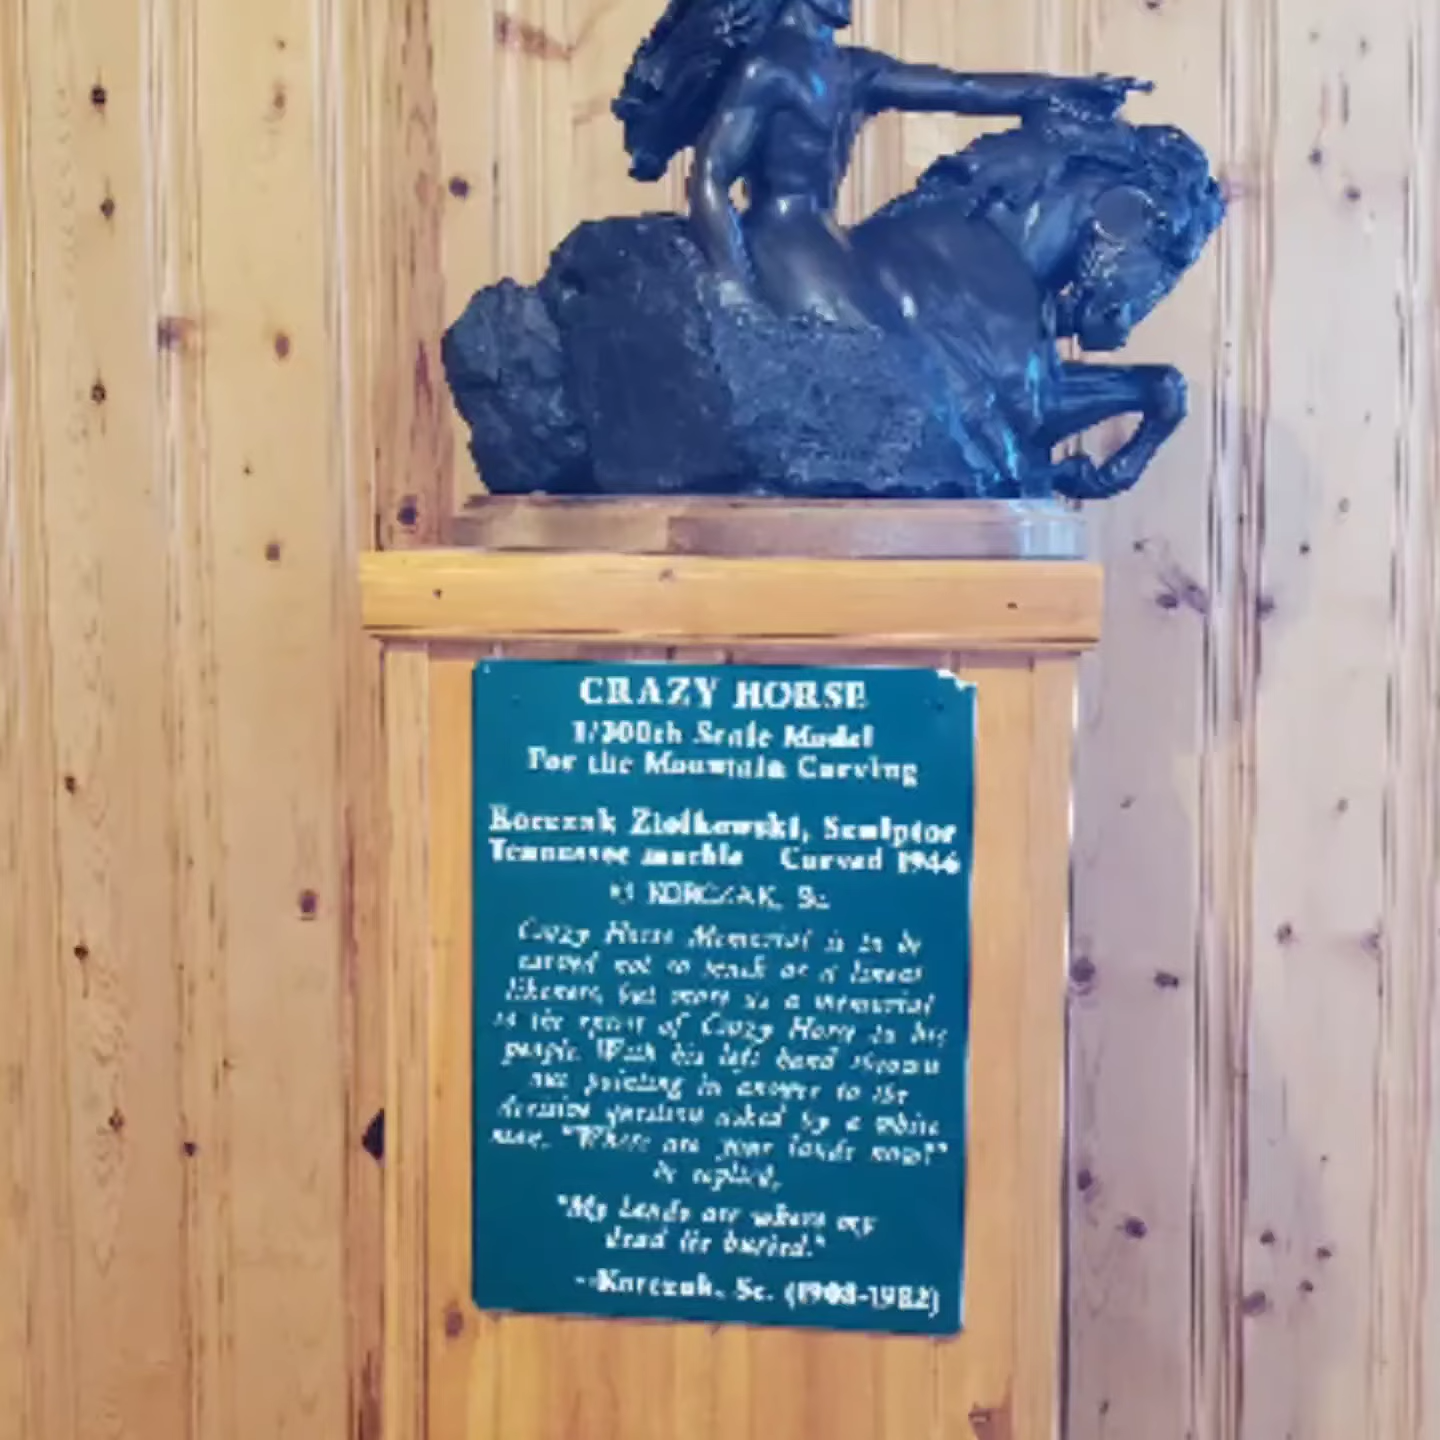 CRAZY HORSE
1/300th Scale Model
For the Mountain Carving
Korczak Ziolkowski, Sculptor
Tennessee marble Carved 1946
KORCZAK, Sc.
Crazy Horse Memorial is to be
carved not so much as a lineal
likeness, but more as a memorial
to the spirit of Crazy Horse to his
people. With his left hand thrown
out pointing in answer to the
derisive question asked by a white
man, "Where are your lands now?"
he replied,
"My lands are where my
dead lie buried."
--Korczak, Sc. (1908-1982)